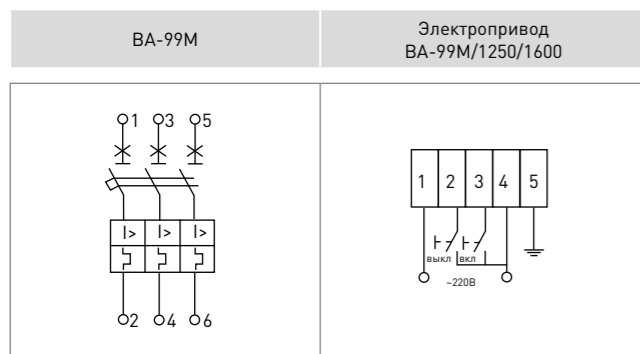 ВА-99М
Электропривод
ВА-99М/1250/1600
1 3 5
I> I> I>
2 4 6
1 2 3 4 5
выкл вкл
~220В